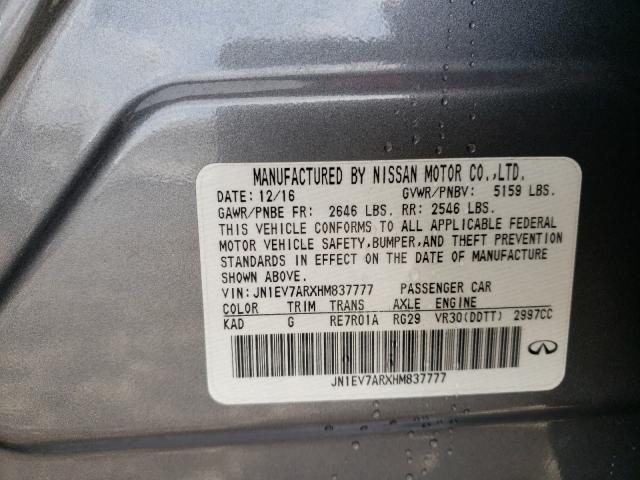 MANUFACTURED BY NISSAN MOTOR CO.,LTD.
DATE: 12/16 GVWR/PNBV: 5159 LBS.
GAWR/PNBE FR: 2646 LBS. RR: 2546 LBS.
THIS VEHICLE CONFORMS TO ALL APPLICABLE FEDERAL
MOTOR VEHICLE SAFETY,BUMPER,AND THEFT PREVENTION
STANDARDS IN EFFECT ON THE DATE OF MANUFACTURE
SHOWN ABOVE.
VIN: JN1EV7ARXHM837777 PASSENGER CAR
COLOR TRIM TRANS AXLE ENGINE
KAD G RE7R01A RG29 VR30(DDTT) 2997CC
JN1EV7ARXHM837777